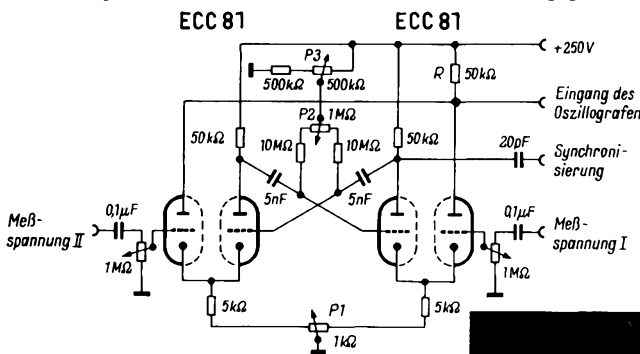 ECC 81
ECC 81
P3
+250V
500kΩ
500kΩ
R
50kΩ
Eingang des
Oszillografen
P2
1MΩ
50kΩ
10MΩ
10MΩ
50kΩ
20pF
Synchroni-
sierung
5nF
5nF
Meß-
spannung II
0,1µF
0,1µF
Meß-
spannung I
1MΩ
1MΩ
5kΩ
P1
5kΩ
1kΩ